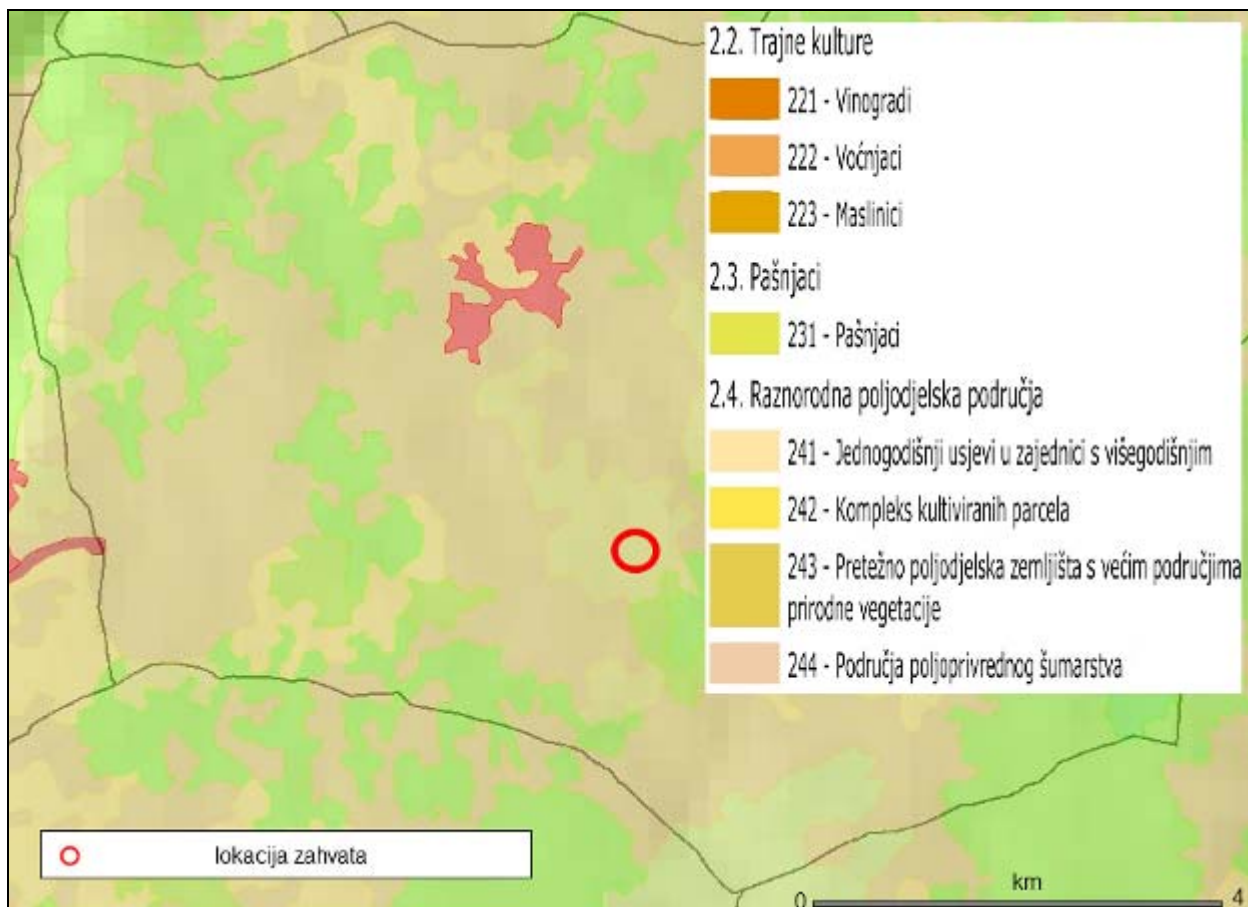 2.2. Trajne kulture
221 - Vinogradi
222 - Voćnjaci
223 - Maslinici
2.3. Pašnjaci
231 - Pašnjaci
2.4. Raznorodna poljodjelska područja
241 - Jednogodišnji usjevi u zajednici s višegodišnjim
242 - Kompleks kultiviranih parcela
243 - Pretežno poljodjelska zemljišta s većim područjima
prirodne vegetacije
244 - Područja poljoprivrednog šumarstva
lokacija zahvata
km
0 4